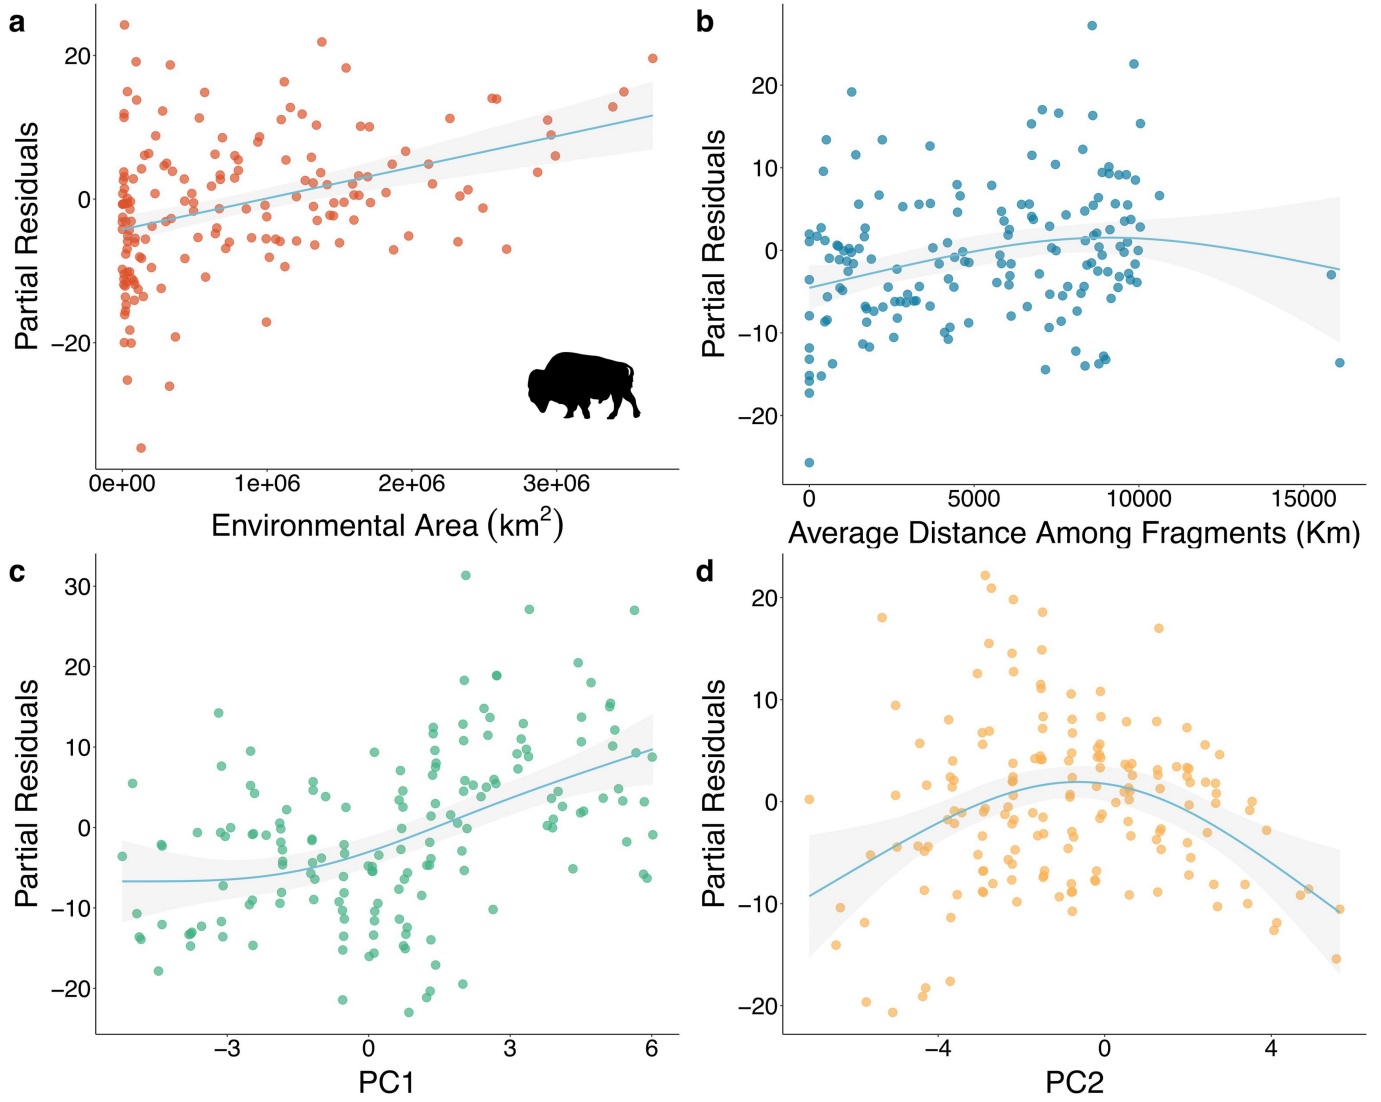 a
20
0
−20
Partial Residuals
0e+00 1e+06 2e+06 3e+06
Environmental Area (km²)
b
20
10
0
−10
−20
Partial Residuals
0 5000 10000 15000
Average Distance Among Fragments (Km)
c
30
20
10
0
−10
−20
Partial Residuals
−3 0 3 6
PC1
d
20
10
0
−10
−20
Partial Residuals
−4 0 4
PC2